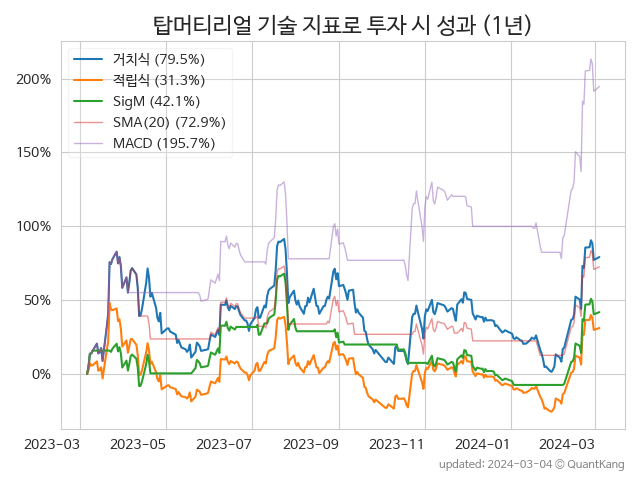 탑머티리얼 기술 지표로 투자 시 성과 (1년)
거치식 (79.5%)
적립식 (31.3%)
SigM (42.1%)
SMA(20) (72.9%)
MACD (195.7%)
200%
150%
100%
50%
0%
2023-03 2023-05 2023-07 2023-09 2023-11 2024-01 2024-03
updated: 2024-03-04 © QuantKang